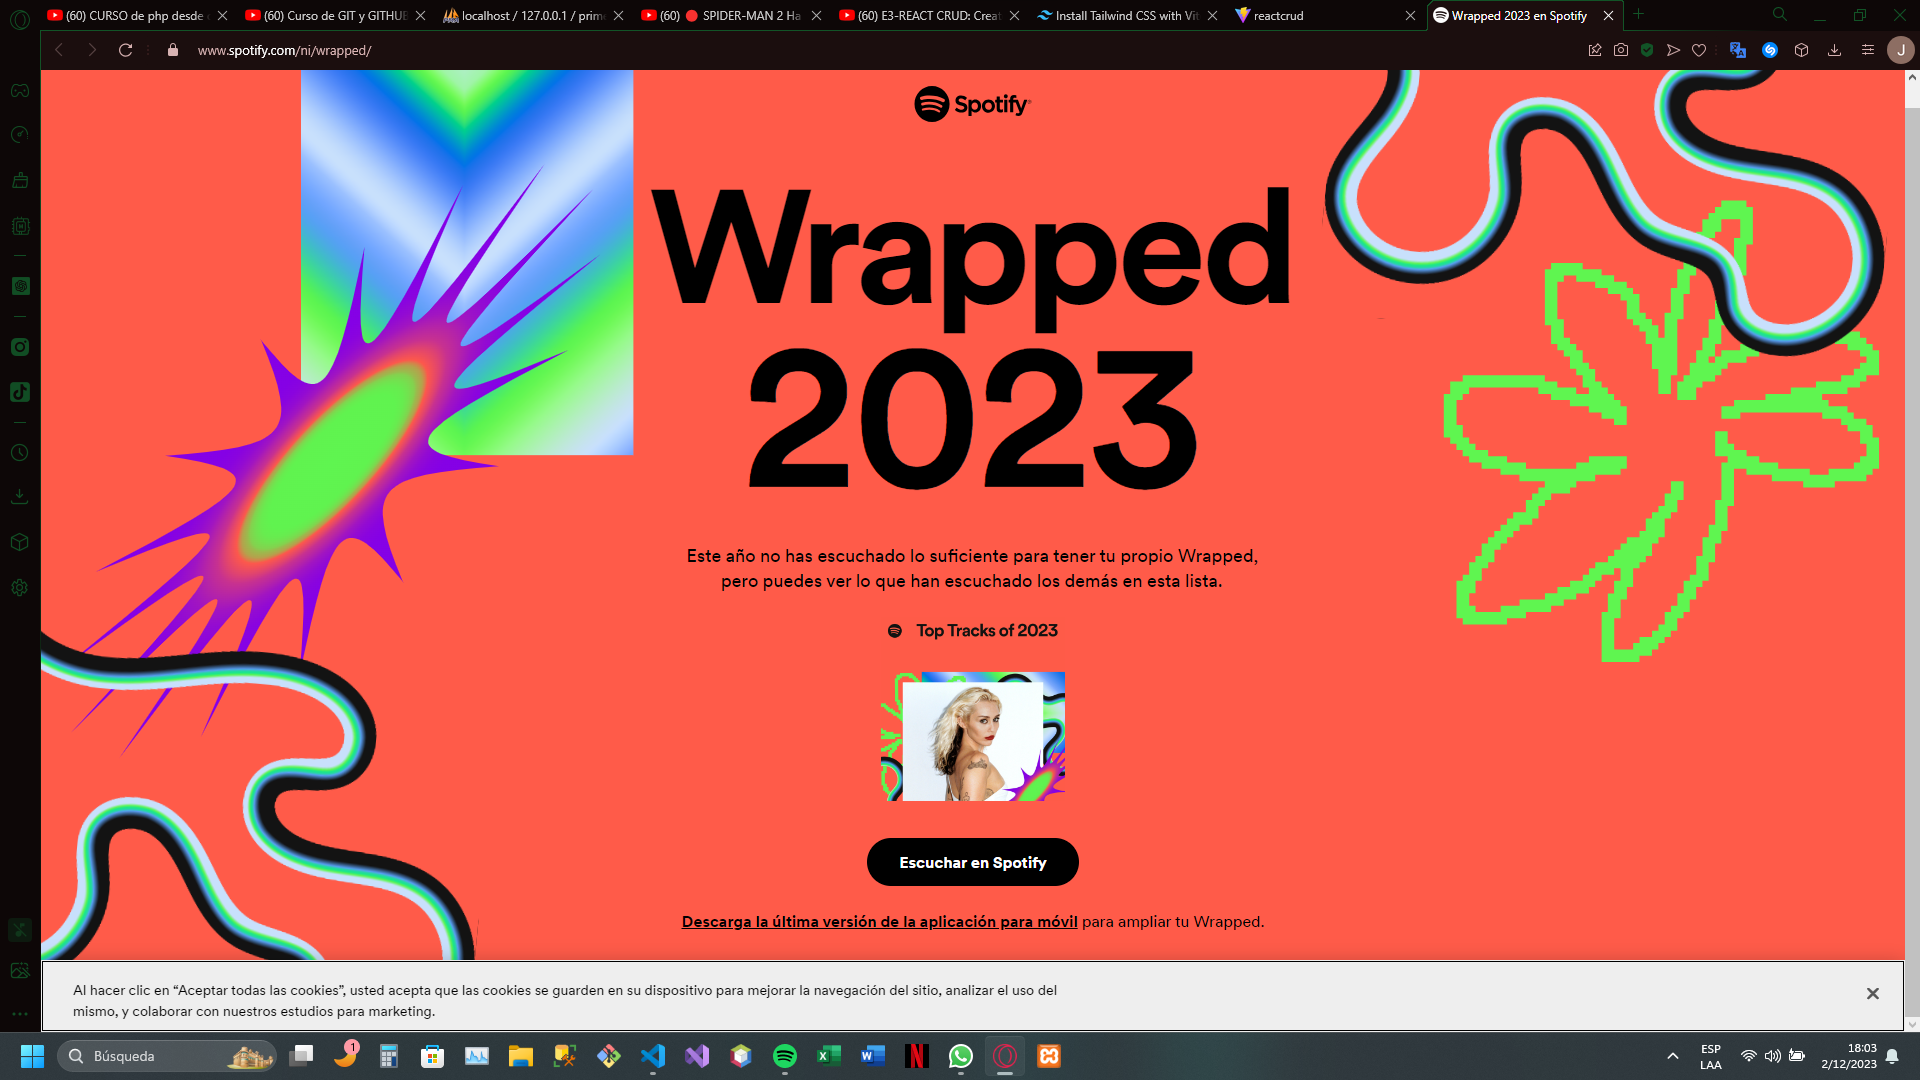 (60) CURSO de php desde
(60) Curso de GIT y GITHUB
localhost / 127.0.0.1 / prim
(60) 🔴 SPIDER-MAN 2 Ha
(60) E3-REACT CRUD: Crea
Install Tailwind CSS with Vit
reactcrud
Wrapped 2023 en Spotify
www.spotify.com/ni/wrapped/
J
Spotify
Wrapped
2023
Este año no has escuchado lo suficiente para tener tu propio Wrapped,
pero puedes ver lo que han escuchado los demás en esta lista.
Top Tracks of 2023
Escuchar en Spotify
Descarga la última versión de la aplicación para móvil para ampliar tu Wrapped.
Al hacer clic en “Aceptar todas las cookies”, usted acepta que las cookies se guarden en su dispositivo para mejorar la navegación del sitio, analizar el uso del
mismo, y colaborar con nuestros estudios para marketing.
Búsqueda
1
ESP
LAA
18:03
2/12/2023